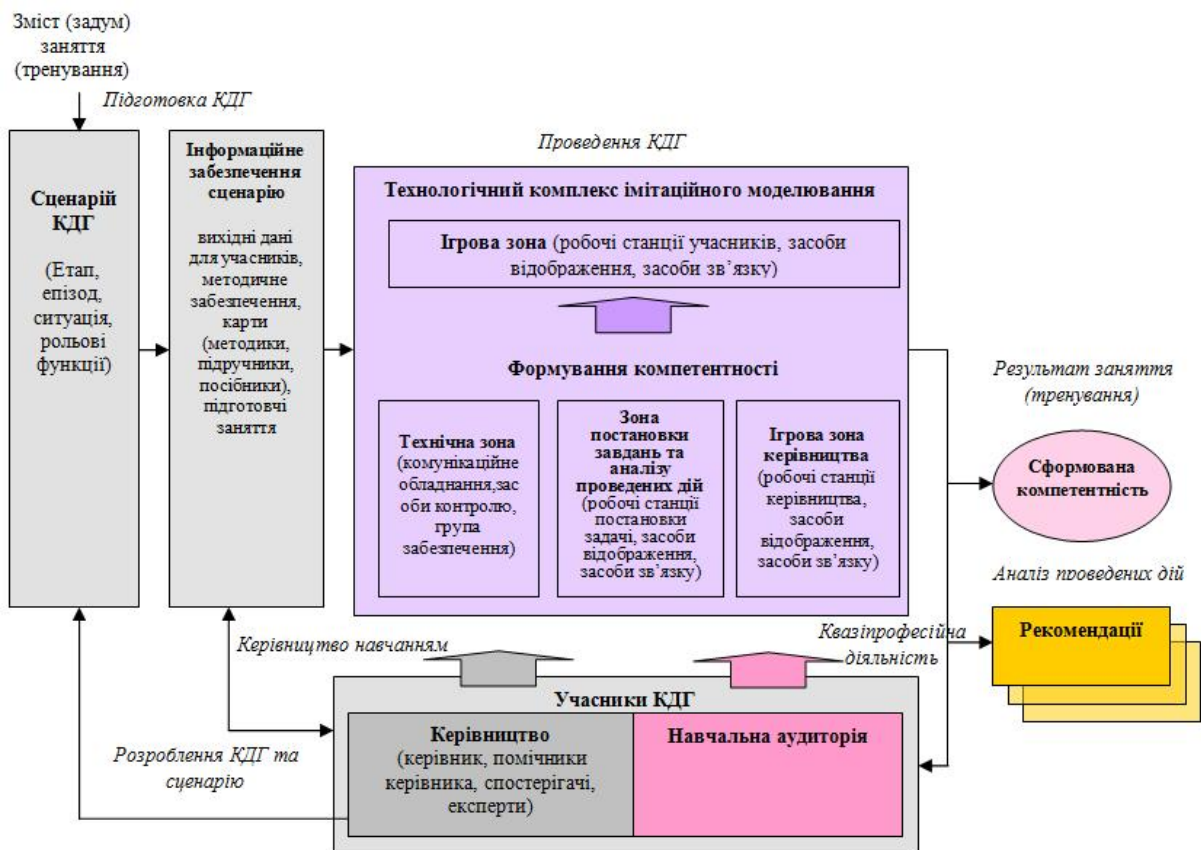 Зміст (задум)
заняття
(тренування)
Підготовка КДГ
Сценарій
КДГ
(Етап,
епізод,
ситуація,
рольові
функції)
Інформаційне
забезпечення
сценарію
вихідні дані
для учасників,
методичне
забезпечення,
карти
(методики,
підручники,
посібники),
підготовчі
заняття
Проведення КДГ
Технологічний комплекс імітаційного моделювання
Ігрова зона (робочі станції учасників, засоби
відображення, засоби зв’язку)
Формування компетентності
Технічна зона
(комунікаційне
обладнання,зас
оби контролю,
група
забезпечення)
Зона
постановки
завдань та
аналізу
проведених дій
(робочі станції
постановки
задачі, засоби
відображення,
засоби зв’язку)
Ігрова зона
керівництва
(робочі станції
керівництва,
засоби
відображення,
засоби зв’язку)
Результат заняття
(тренування)
Сформована
компетентність
Аналіз проведених дій
Рекомендації
Керівництво навчанням
Квазіпрофесійна
діяльність
Учасники КДГ
Керівництво
(керівник, помічники
керівника, спостерігачі,
експерти)
Навчальна аудиторія
Розроблення КДГ та
сценарію